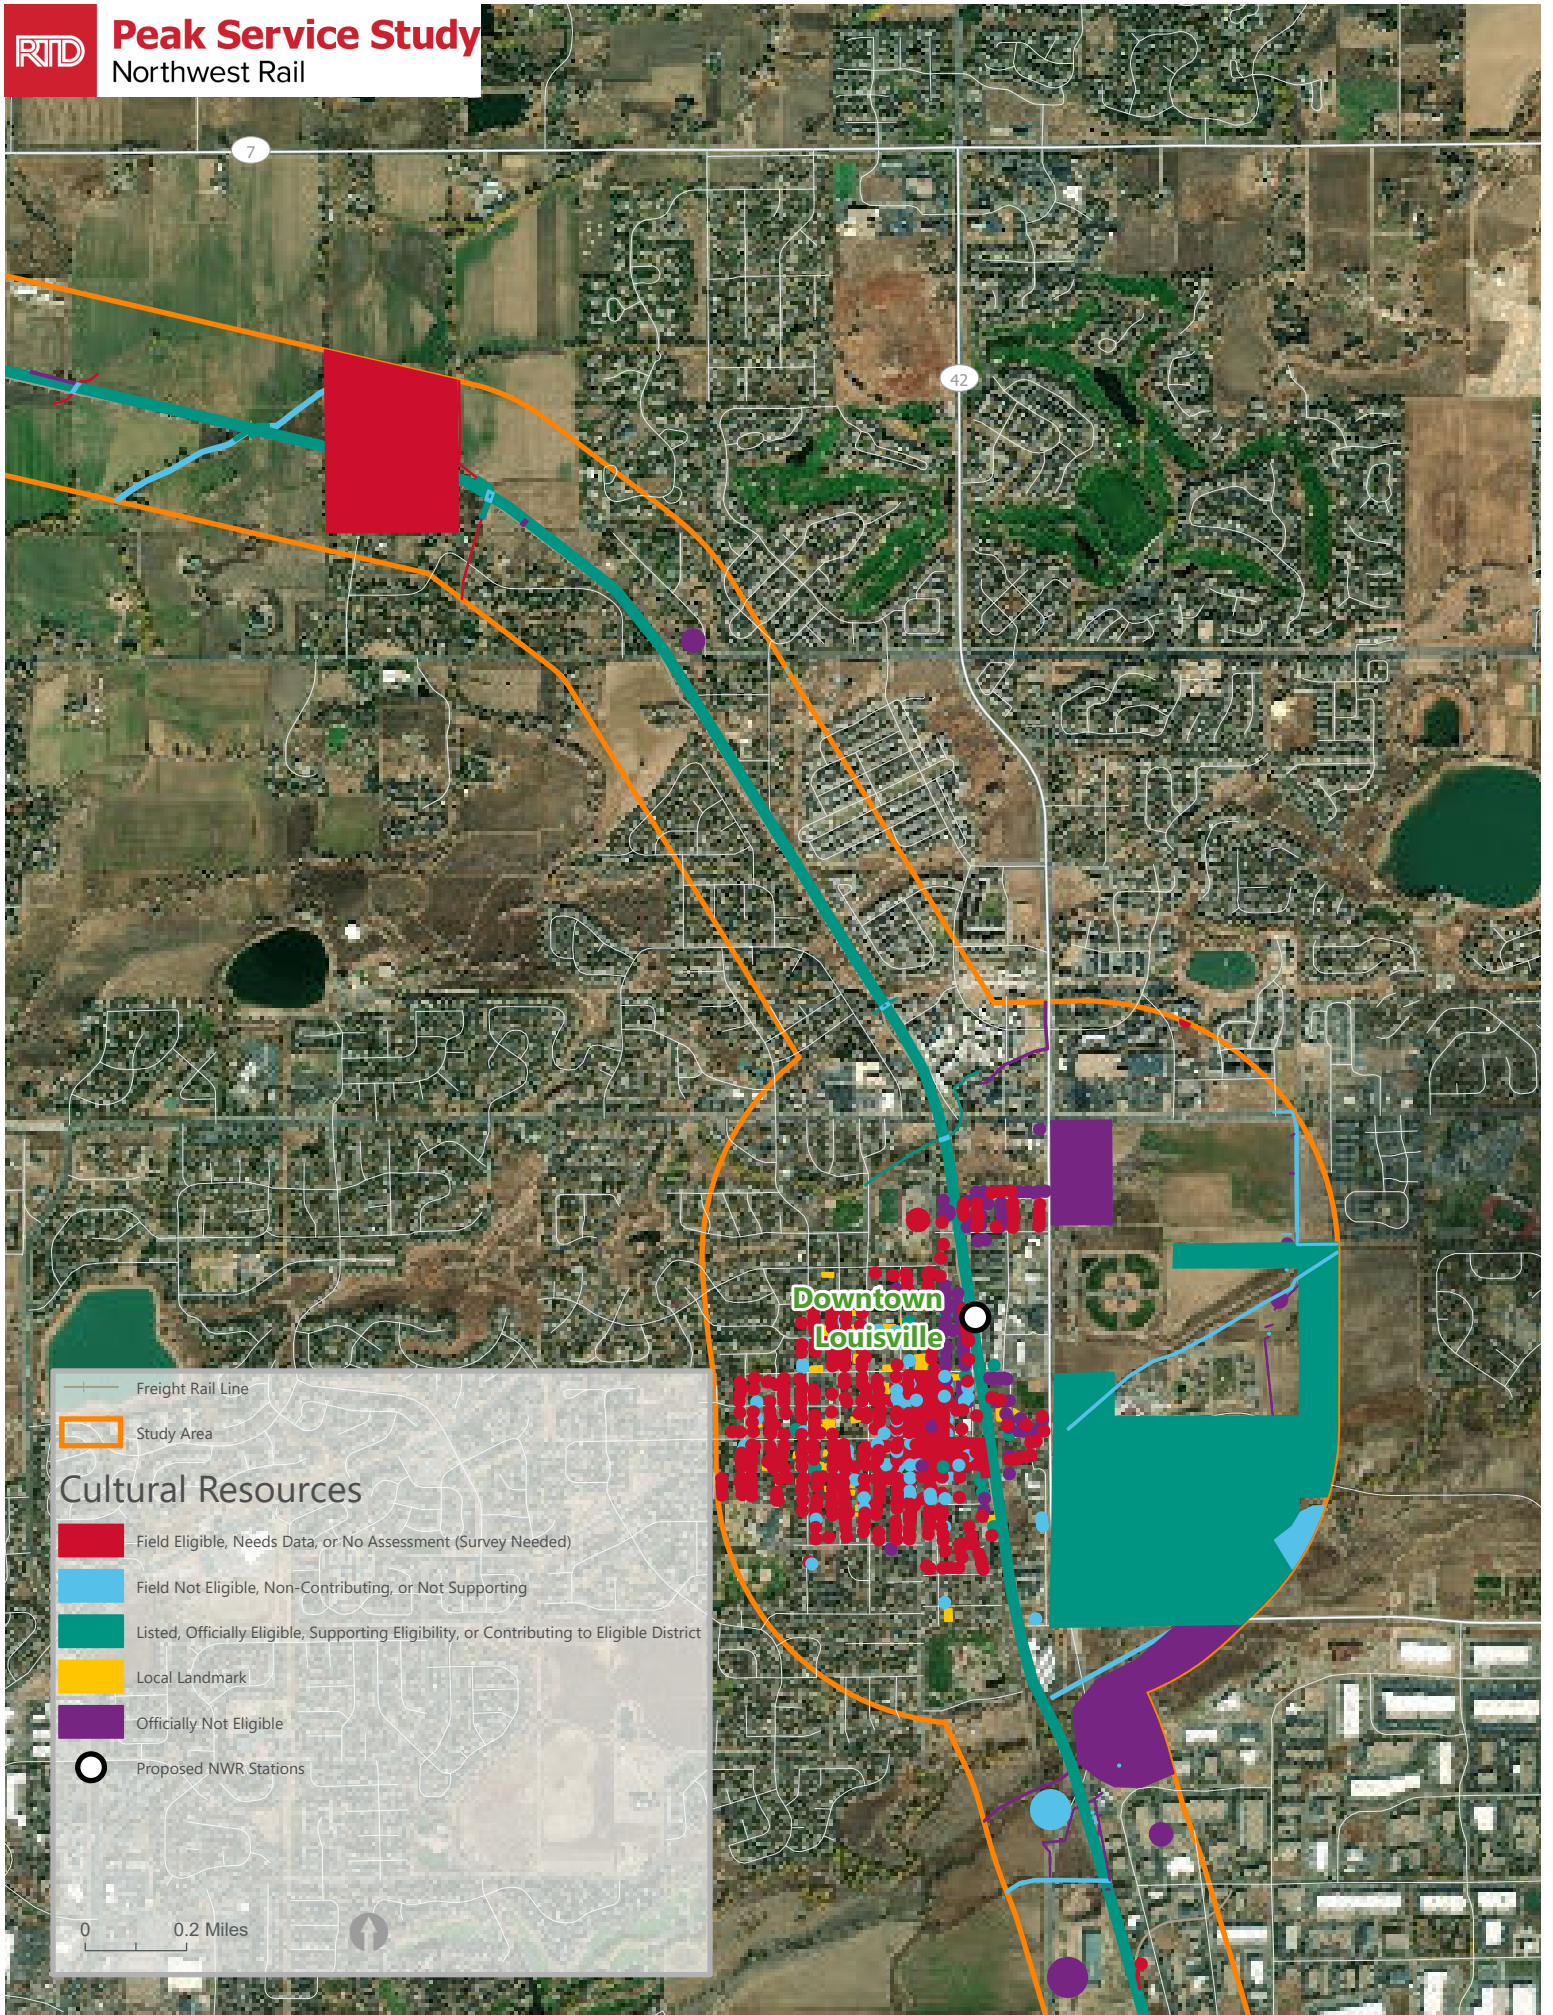 RTD
Peak Service Study
Northwest Rail
7
42
Downtown
Louisville
Freight Rail Line
Study Area
Cultural Resources
Field Eligible, Needs Data, or No Assessment (Survey Needed)
Field Not Eligible, Non-Contributing, or Not Supporting
Listed, Officially Eligible, Supporting Eligibility, or Contributing to Eligible District
Local Landmark
Officially Not Eligible
Proposed NWR Stations
0 0.2 Miles